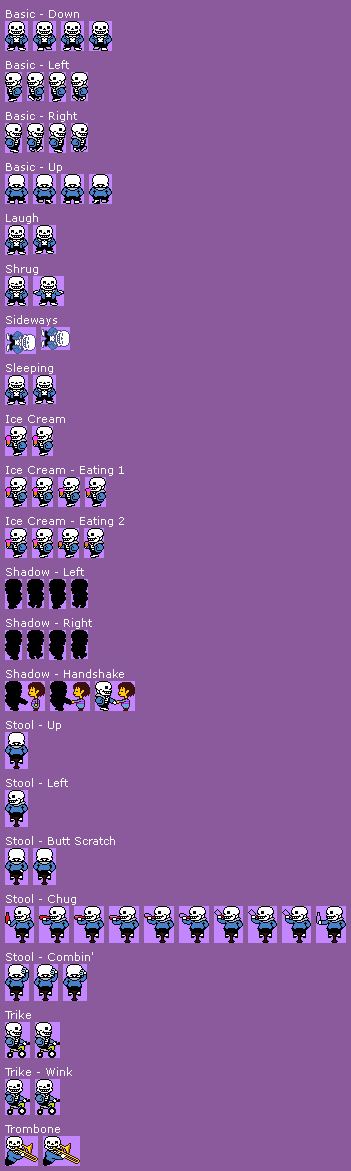 Basic - Down
Basic - Left
Basic - Right
Basic - Up
Laugh
Shrug
Sideways
Sleeping
Ice Cream
Ice Cream - Eating 1
Ice Cream - Eating 2
Shadow - Left
Shadow - Right
Shadow - Handshake
Stool - Up
Stool - Left
Stool - Butt Scratch
Stool - Chug
Stool - Combin'
Trike
Trike - Wink
Trombone